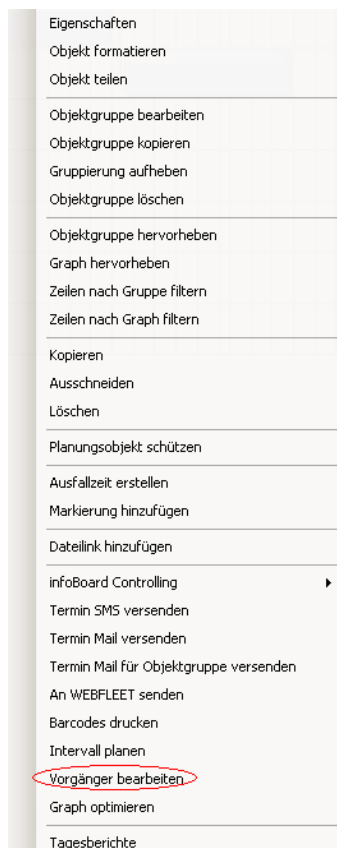 Eigenschaften
Objekt formatieren
Objekt teilen
Objektgruppe bearbeiten
Objektgruppe kopieren
Gruppierung aufheben
Objektgruppe löschen
Objektgruppe hervorheben
Graph hervorheben
Zeilen nach Gruppe filtern
Zeilen nach Graph filtern
Kopieren
Ausschneiden
Löschen
Planungsobjekt schützen
Ausfallzeit erstellen
Markierung hinzufügen
Dateilink hinzufügen
infoBoard Controlling
Termin SMS versenden
Termin Mail versenden
Termin Mail für Objektgruppe versenden
An WEBFLEET senden
Barcodes drucken
Intervall planen
Vorgänger bearbeiten
Graph optimieren
Tagesberichte